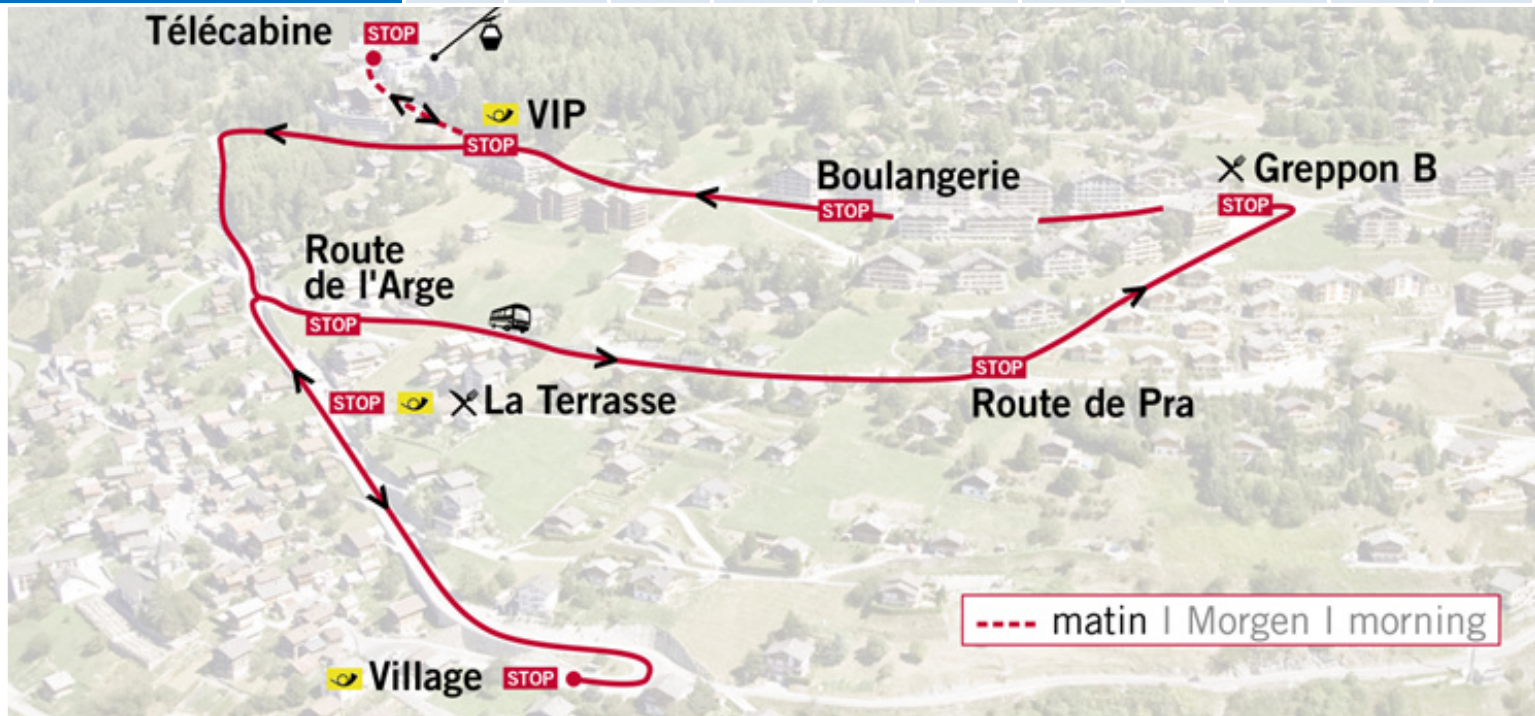 Télécabine STOP
VIP
STOP
Boulangerie
STOP
Greppon B
STOP
Route
de l'Arge
STOP
STOP La Terrasse
STOP
Route de Pra
---- matin I Morgen I morning
Village STOP